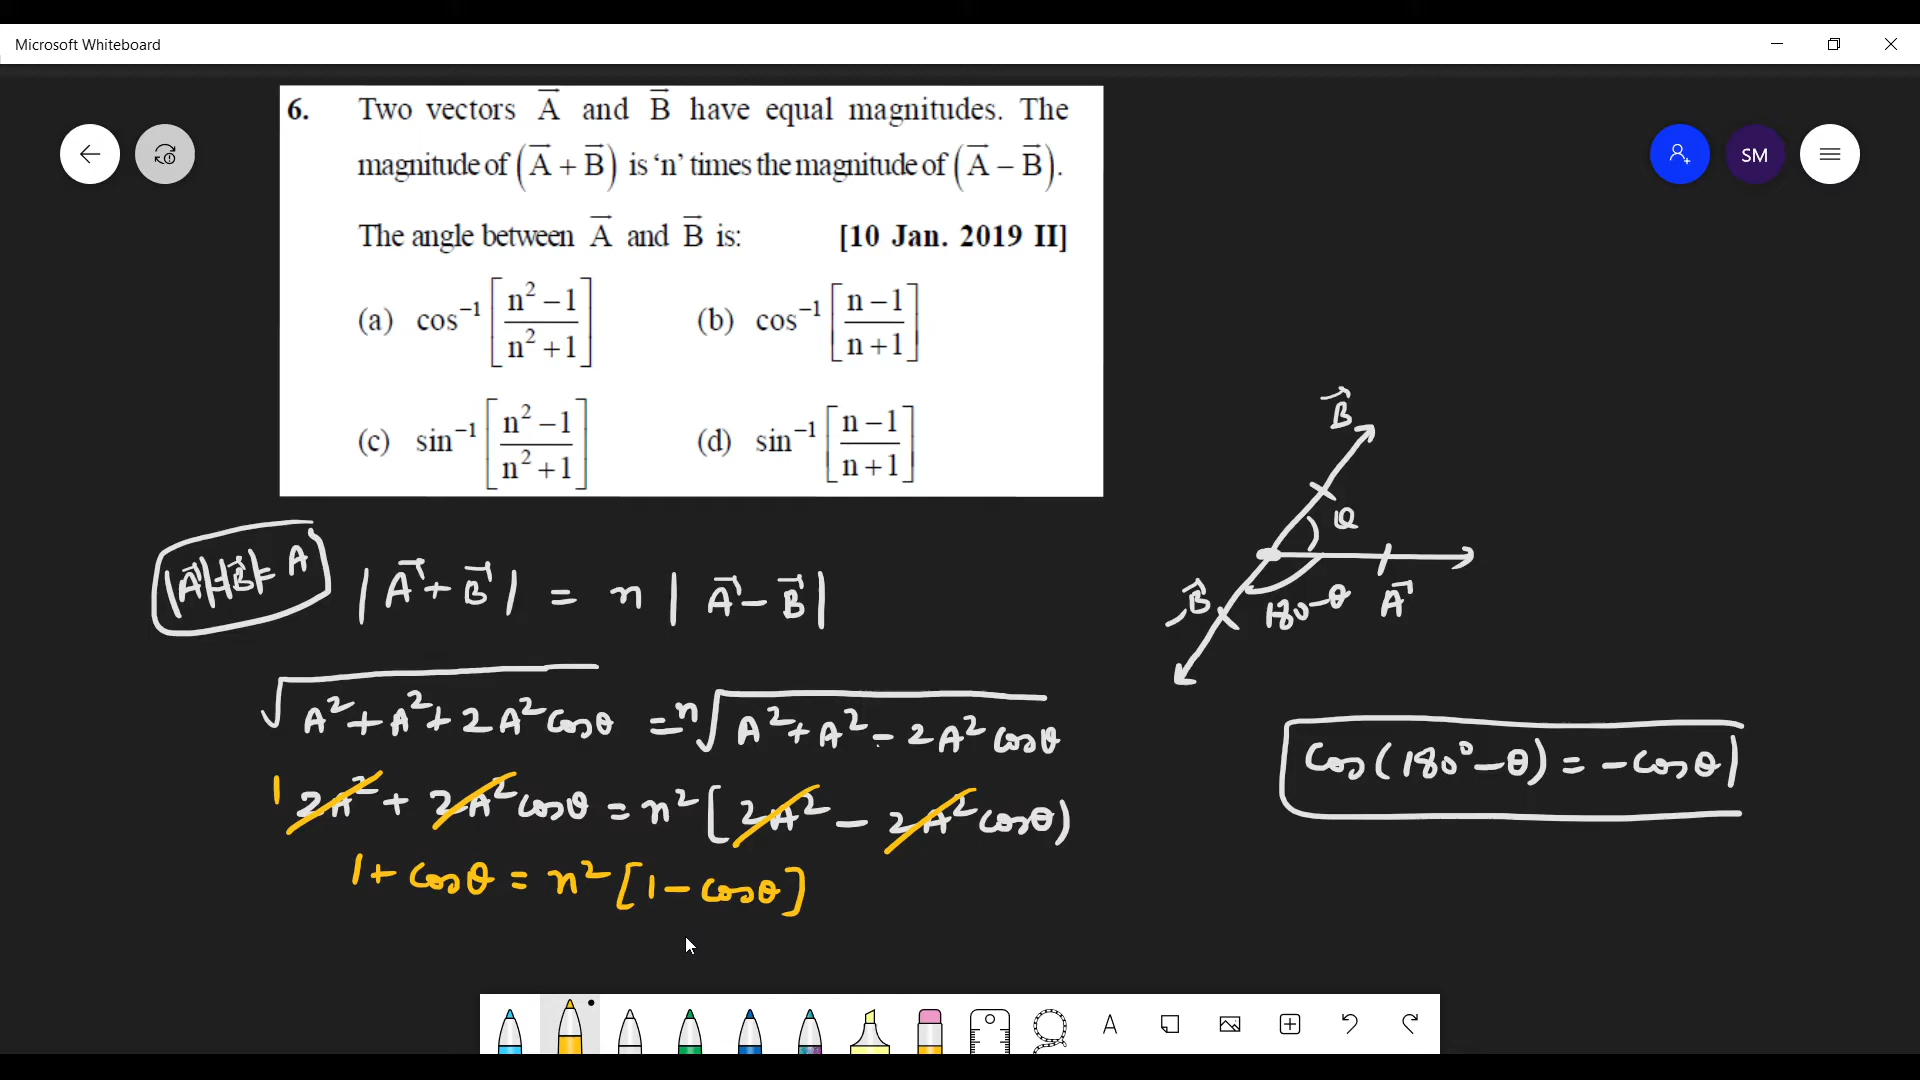 Microsoft Whiteboard
SM
6. Two vectors A⃗ and B⃗ have equal magnitudes. The
magnitude of (A⃗ + B⃗) is ‘n’ times the magnitude of (A⃗ − B⃗).
The angle between A⃗ and B⃗ is: [10 Jan. 2019 II]
(a) cos⁻¹ [(n² − 1)/(n² + 1)] (b) cos⁻¹ [(n − 1)/(n + 1)]
(c) sin⁻¹ [(n² − 1)/(n² + 1)] (d) sin⁻¹ [(n − 1)/(n + 1)]
|A⃗|=|B⃗|= A
|A⃗ + B⃗| = n |A⃗ − B⃗|
√(A² + A² + 2A² cosθ) = n√(A² + A² − 2A² cosθ)
1 2A² + 2A² cosθ = n² [2A² − 2A² cosθ)
1 + cosθ = n² [1 − cosθ]
B⃗
θ
A⃗
180−θ
-B⃗
Cos(180° − θ) = − cosθ
A